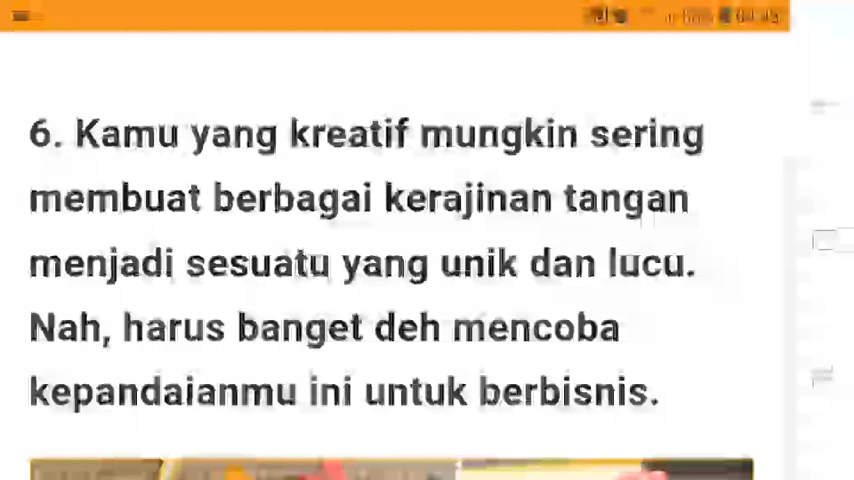 6. Kamu yang kreatif mungkin sering
membuat berbagai kerajinan tangan
menjadi sesuatu yang unik dan lucu.
Nah, harus banget deh mencoba
kepandaianmu ini untuk berbisnis.